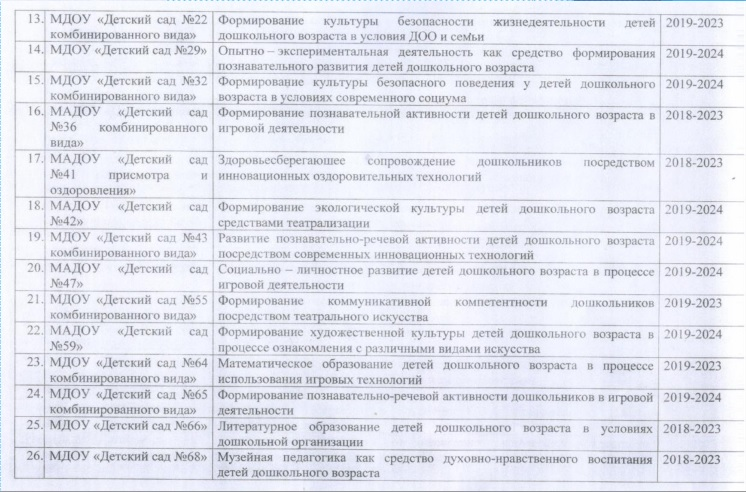 13. МДОУ «Детский сад №22 Формирование культуры безопасности жизнедеятельности детей 2019-2023
комбинированного вида» дошкольного возраста в условия ДОО и семьи
14. МДОУ «Детский сад №29» Опытно – экспериментальная деятельность как средство формирования 2019-2024
познавательного развития детей дошкольного возраста
15. МДОУ «Детский сад №32 Формирование культуры безопасного поведения у детей дошкольного 2019-2024
комбинированного вида» возраста в условиях современного социума
16. МАДОУ «Детский сад Формирование познавательной активности детей дошкольного возраста в 2018-2023
№36 комбинированного игровой деятельности
вида»
17. МАДОУ «Детский сад Здоровьесберегающее сопровождение дошкольников посредством 2018-2023
№41 присмотра и инновационных оздоровительных технологий
оздоровления»
18. МАДОУ «Детский сад Формирование экологической культуры детей дошкольного возраста 2019-2024
№42» средствами театрализации
19. МДОУ «Детский сад №43 Развитие познавательно-речевой активности детей дошкольного возраста 2019-2024
комбинированного вида» посредством современных инновационных технологий
20. МАДОУ «Детский сад Социально – личностное развитие детей дошкольного возраста в процессе 2019-2024
№47» игровой деятельности
21. МДОУ «Детский сад №55 Формирование коммуникативной компетентности дошкольников 2019-2023
комбинированного вида» посредством театрального искусства
22. МАДОУ «Детский сад Формирование художественной культуры детей дошкольного возраста в 2019-2024
№59» процессе ознакомления с различными видами искусства
23. МДОУ «Детский сад №64 Математическое образование детей дошкольного возраста в процессе 2019-2023
комбинированного вида» использования игровых технологий
24. МДОУ «Детский сад №65 Формирование познавательно-речевой активности дошкольников в игровой 2019-2024
комбинированного вида» деятельности
25. МДОУ «Детский сад №66» Литературное образование детей дошкольного возраста в условиях 2018-2023
дошкольной организации
26. МДОУ «Детский сад №68» Музейная педагогика как средство духовно-нравственного воспитания 2018-2023
детей дошкольного возраста